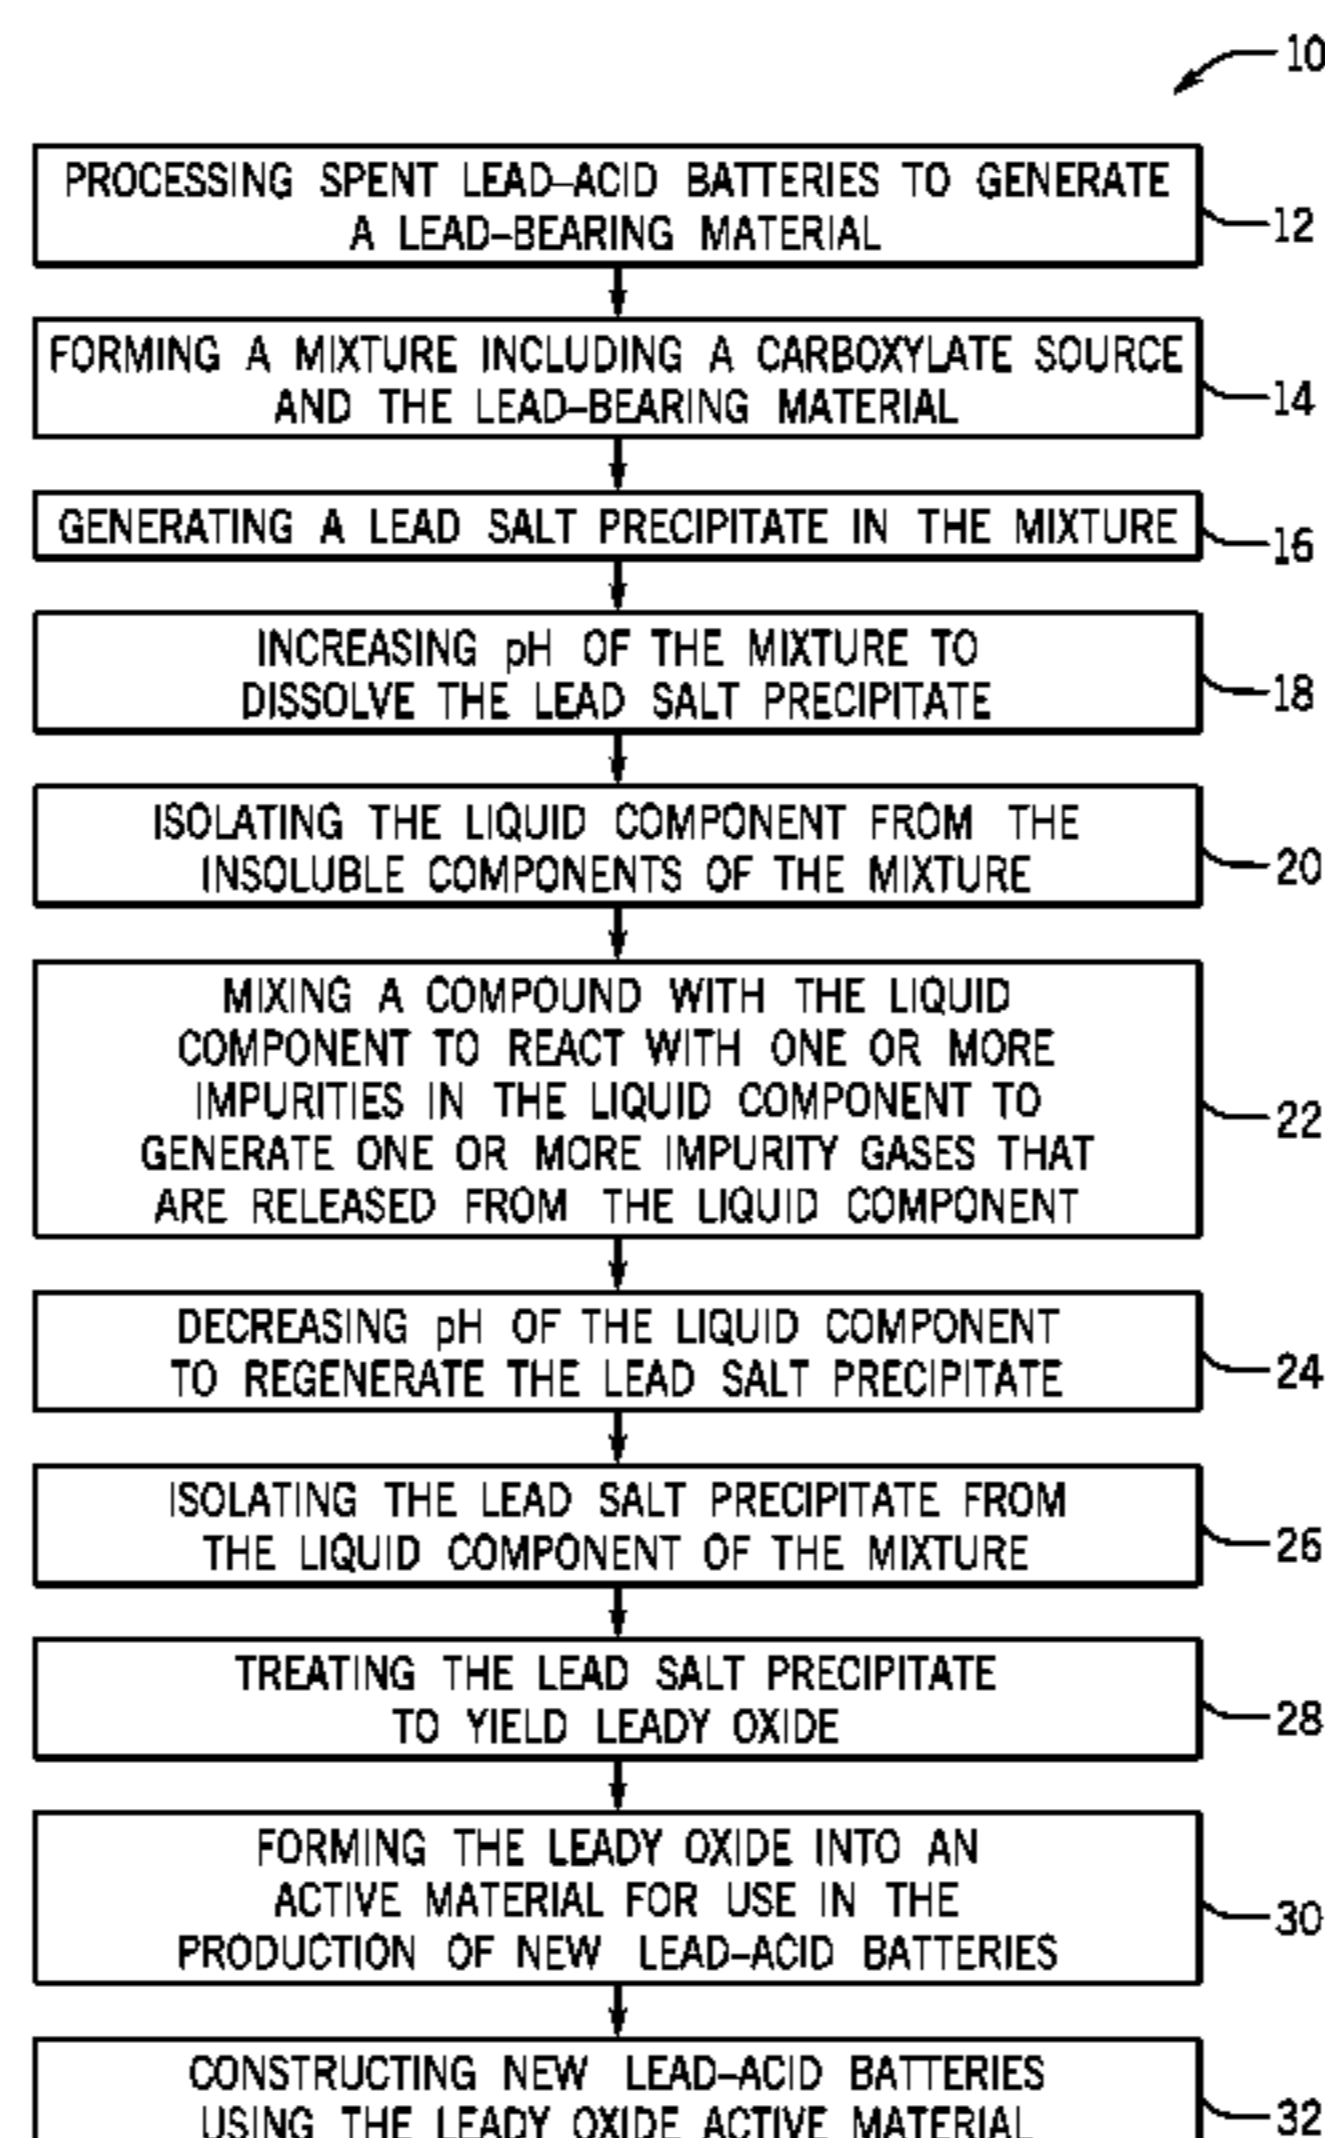 10
PROCESSING SPENT LEAD-ACID BATTERIES TO GENERATE
A LEAD-BEARING MATERIAL
12
FORMING A MIXTURE INCLUDING A CARBOXYLATE SOURCE
AND THE LEAD-BEARING MATERIAL
14
GENERATING A LEAD SALT PRECIPITATE IN THE MIXTURE
16
INCREASING pH OF THE MIXTURE TO
DISSOLVE THE LEAD SALT PRECIPITATE
18
ISOLATING THE LIQUID COMPONENT FROM THE
INSOLUBLE COMPONENTS OF THE MIXTURE
20
MIXING A COMPOUND WITH THE LIQUID
COMPONENT TO REACT WITH ONE OR MORE
IMPURITIES IN THE LIQUID COMPONENT TO
GENERATE ONE OR MORE IMPURITY GASES THAT
ARE RELEASED FROM THE LIQUID COMPONENT
22
DECREASING pH OF THE LIQUID COMPONENT
TO REGENERATE THE LEAD SALT PRECIPITATE
24
ISOLATING THE LEAD SALT PRECIPITATE FROM
THE LIQUID COMPONENT OF THE MIXTURE
26
TREATING THE LEAD SALT PRECIPITATE
TO YIELD LEADY OXIDE
28
FORMING THE LEADY OXIDE INTO AN
ACTIVE MATERIAL FOR USE IN THE
PRODUCTION OF NEW LEAD-ACID BATTERIES
30
CONSTRUCTING NEW LEAD-ACID BATTERIES
USING THE LEADY OXIDE ACTIVE MATERIAL
32